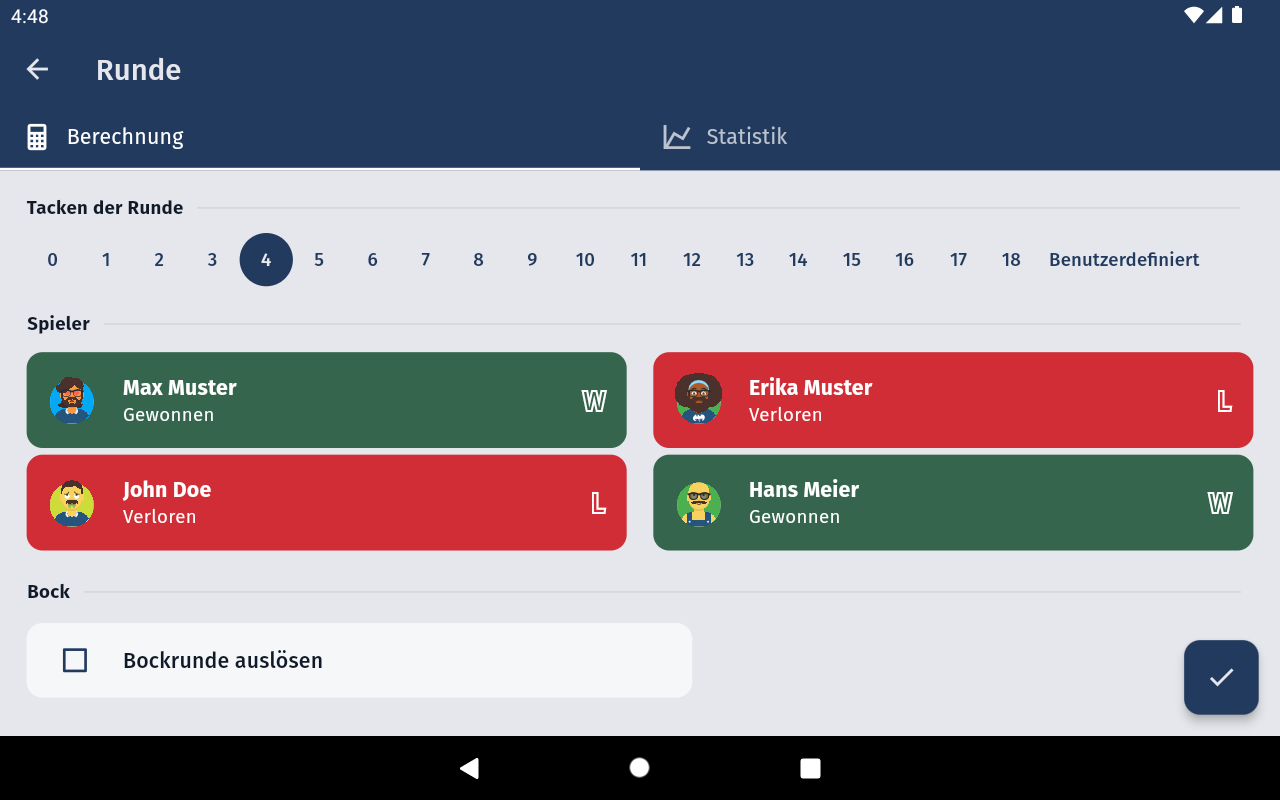 4:48
Runde
Berechnung
Statistik
Tacken der Runde
0 1 2 3 4 5 6 7 8 9 10 11 12 13 14 15 16 17 18 Benutzerdefiniert
Spieler
Max Muster
Gewonnen
W
Erika Muster
Verloren
L
John Doe
Verloren
L
Hans Meier
Gewonnen
W
Bock
Bockrunde auslösen